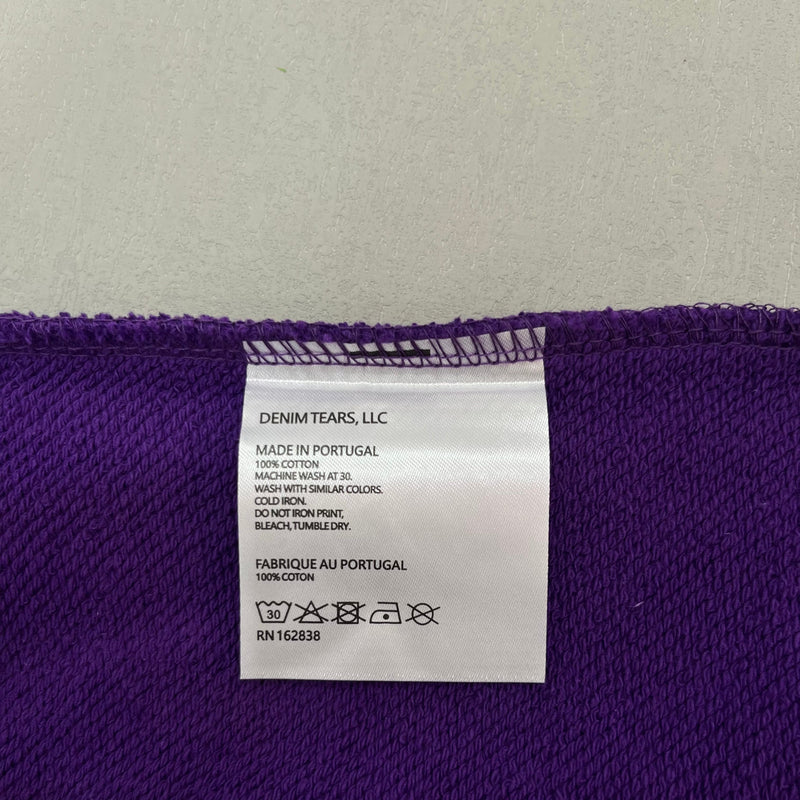 DENIM TEARS, LLC
MADE IN PORTUGAL
100% COTTON
MACHINE WASH AT 30.
WASH WITH SIMILAR COLORS.
COLD IRON.
DO NOT IRON PRINT,
BLEACH, TUMBLE DRY.
FABRIQUE AU PORTUGAL
100% COTON
30
RN 162838